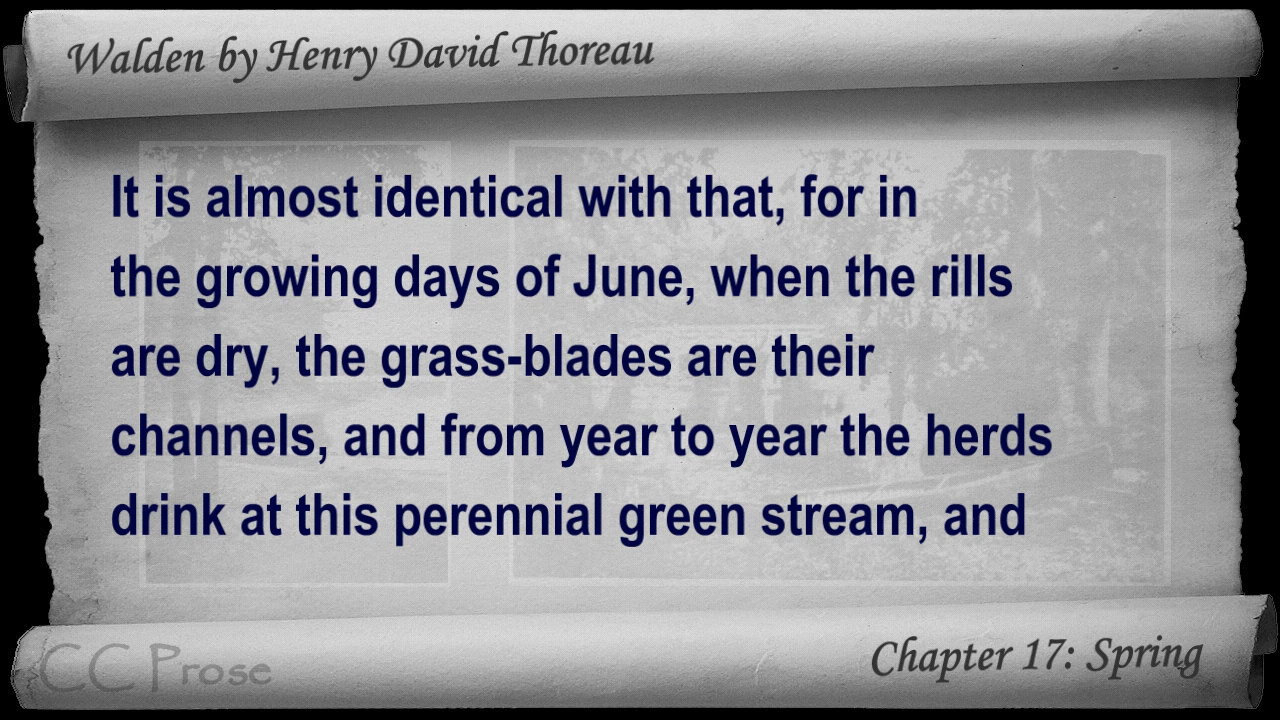 Walden by Henry David Thoreau
It is almost identical with that, for in
the growing days of June, when the rills
are dry, the grass-blades are their
channels, and from year to year the herds
drink at this perennial green stream, and
CC Prose
Chapter 17: Spring